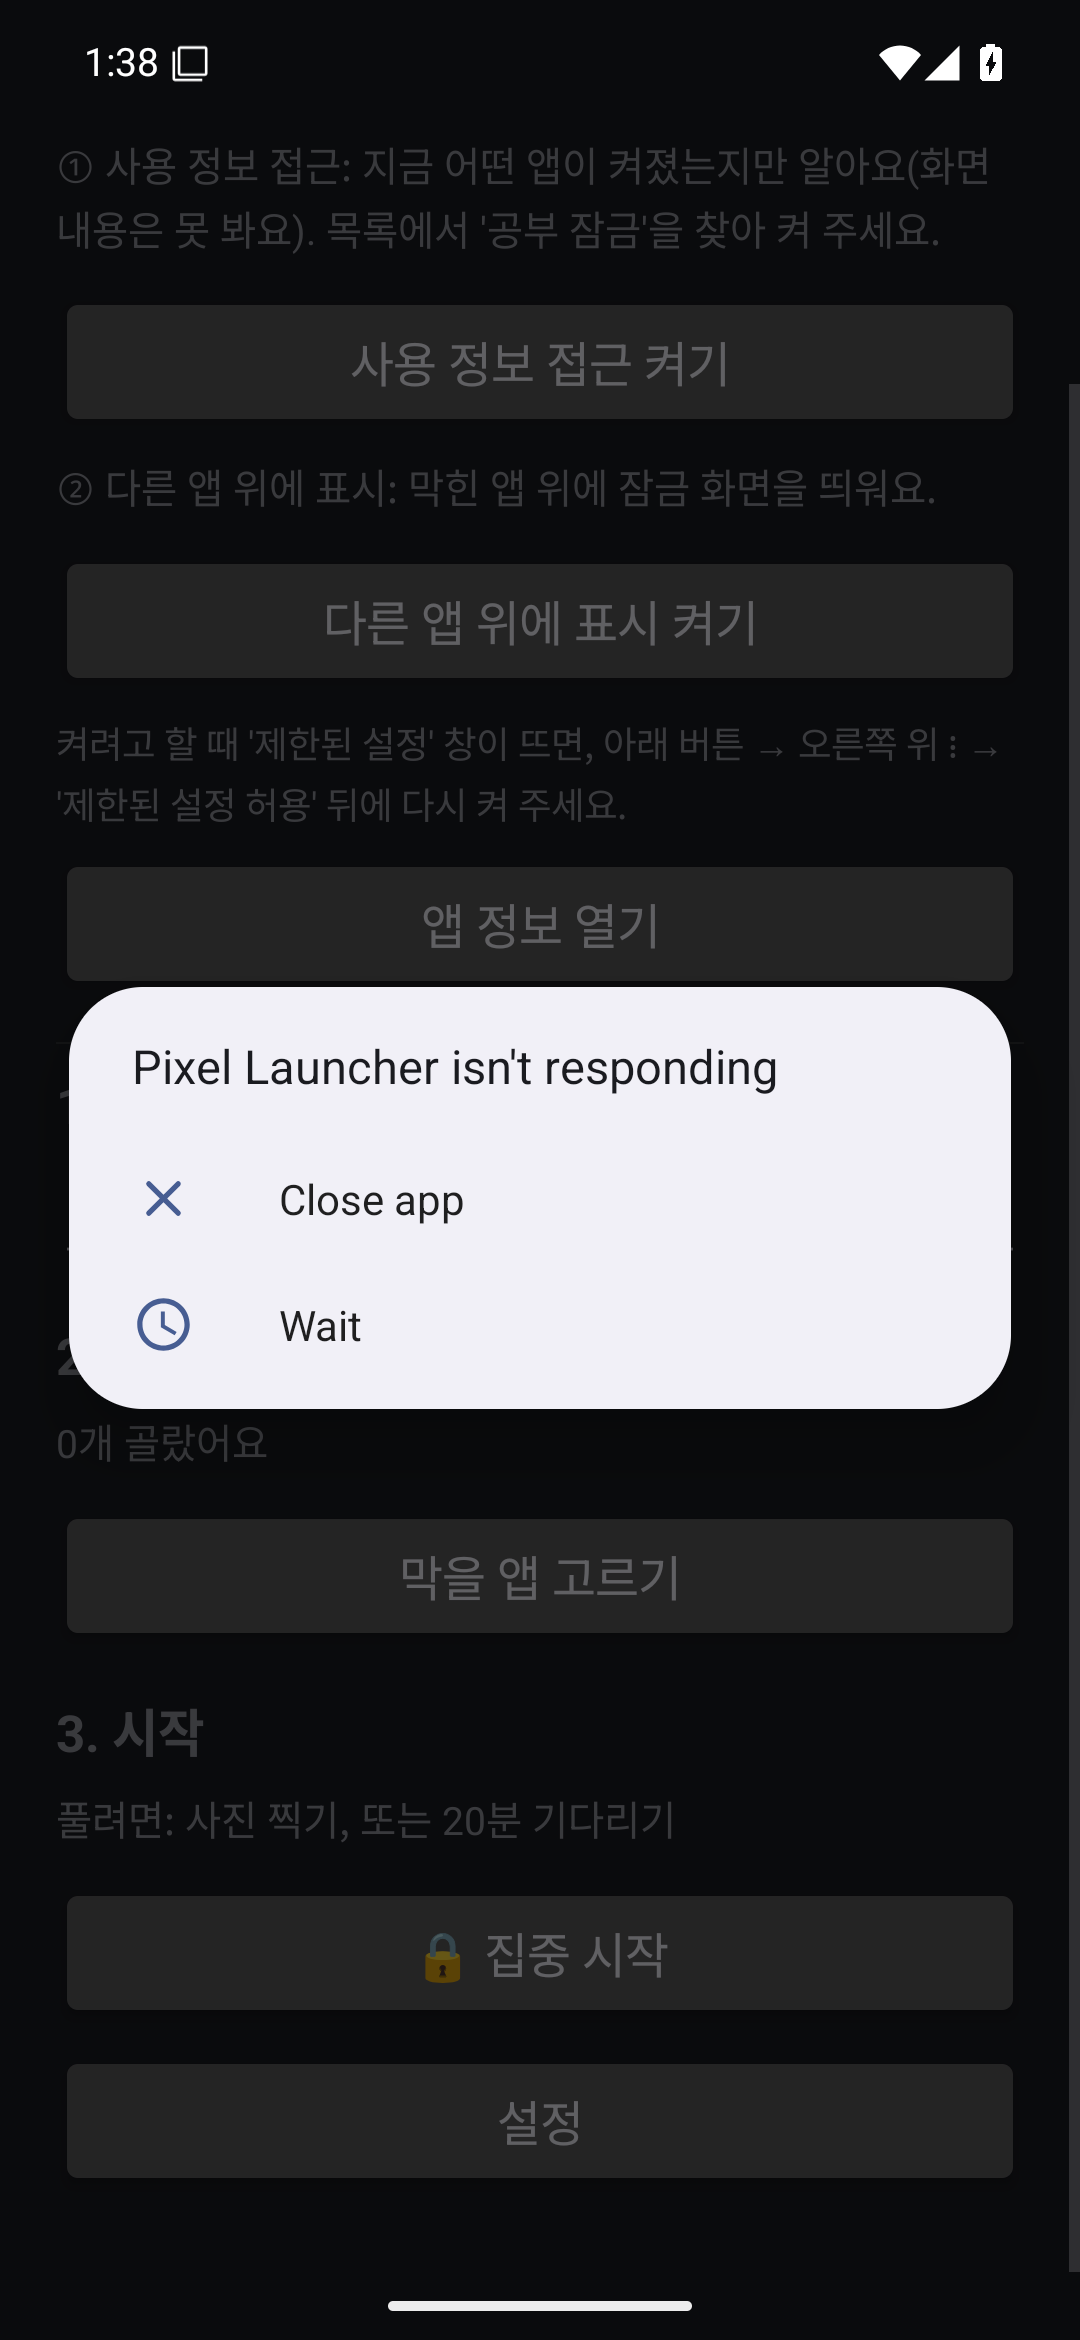 1:38
① 사용 정보 접근: 지금 어떤 앱이 켜졌는지만 알아요(화면
내용은 못 봐요). 목록에서 '공부 잠금'을 찾아 켜 주세요.
사용 정보 접근 켜기
② 다른 앱 위에 표시: 막힌 앱 위에 잠금 화면을 띄워요.
다른 앱 위에 표시 켜기
켜려고 할 때 '제한된 설정' 창이 뜨면, 아래 버튼 → 오른쪽 위 ⋮ →
'제한된 설정 허용' 뒤에 다시 켜 주세요.
앱 정보 열기
Pixel Launcher isn't responding
Close app
Wait
0개 골랐어요
막을 앱 고르기
3. 시작
풀려면: 사진 찍기, 또는 20분 기다리기
🔒 집중 시작
설정